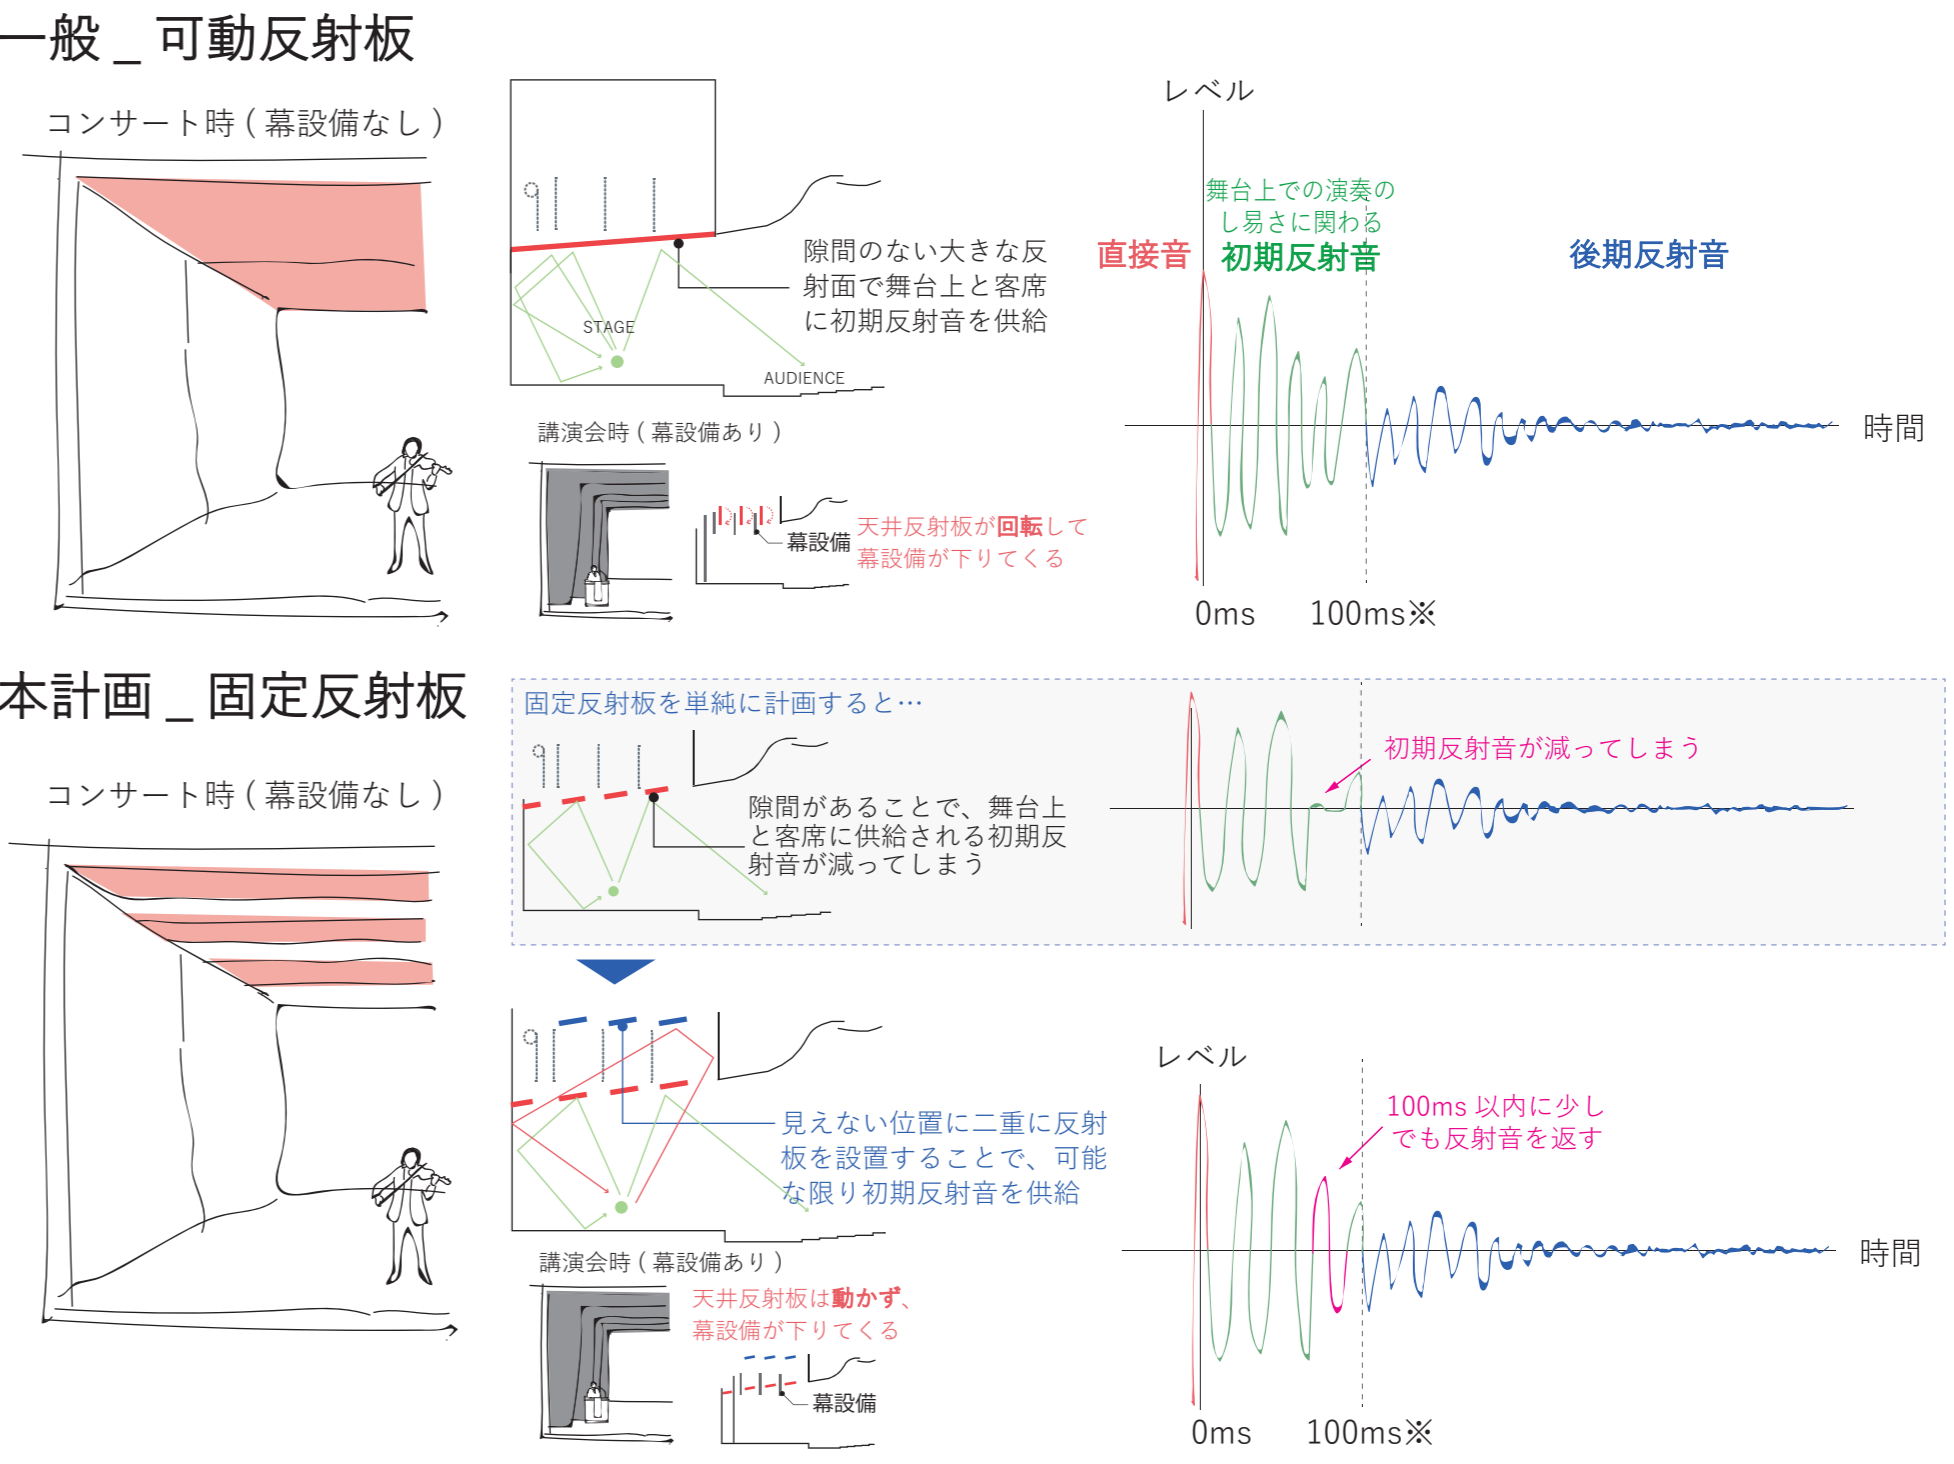 一般 _ 可動反射板
コンサート時 ( 幕設備なし )
STAGE
AUDIENCE
隙間のない大きな反
射面で舞台上と客席
に初期反射音を供給
講演会時 ( 幕設備あり )
幕設備
天井反射板が回転して
幕設備が下りてくる
レベル
舞台上での演奏の
し易さに関わる
直接音
初期反射音
後期反射音
時間
0ms
100ms※
本計画 _ 固定反射板
コンサート時 ( 幕設備なし )
固定反射板を単純に計画すると…
隙間があることで、舞台上
と客席に供給される初期反
射音が減ってしまう
初期反射音が減ってしまう
見えない位置に二重に反射
板を設置することで、可能
な限り初期反射音を供給
講演会時 ( 幕設備あり )
天井反射板は動かず、
幕設備が下りてくる
幕設備
レベル
100ms 以内に少し
でも反射音を返す
時間
0ms
100ms※